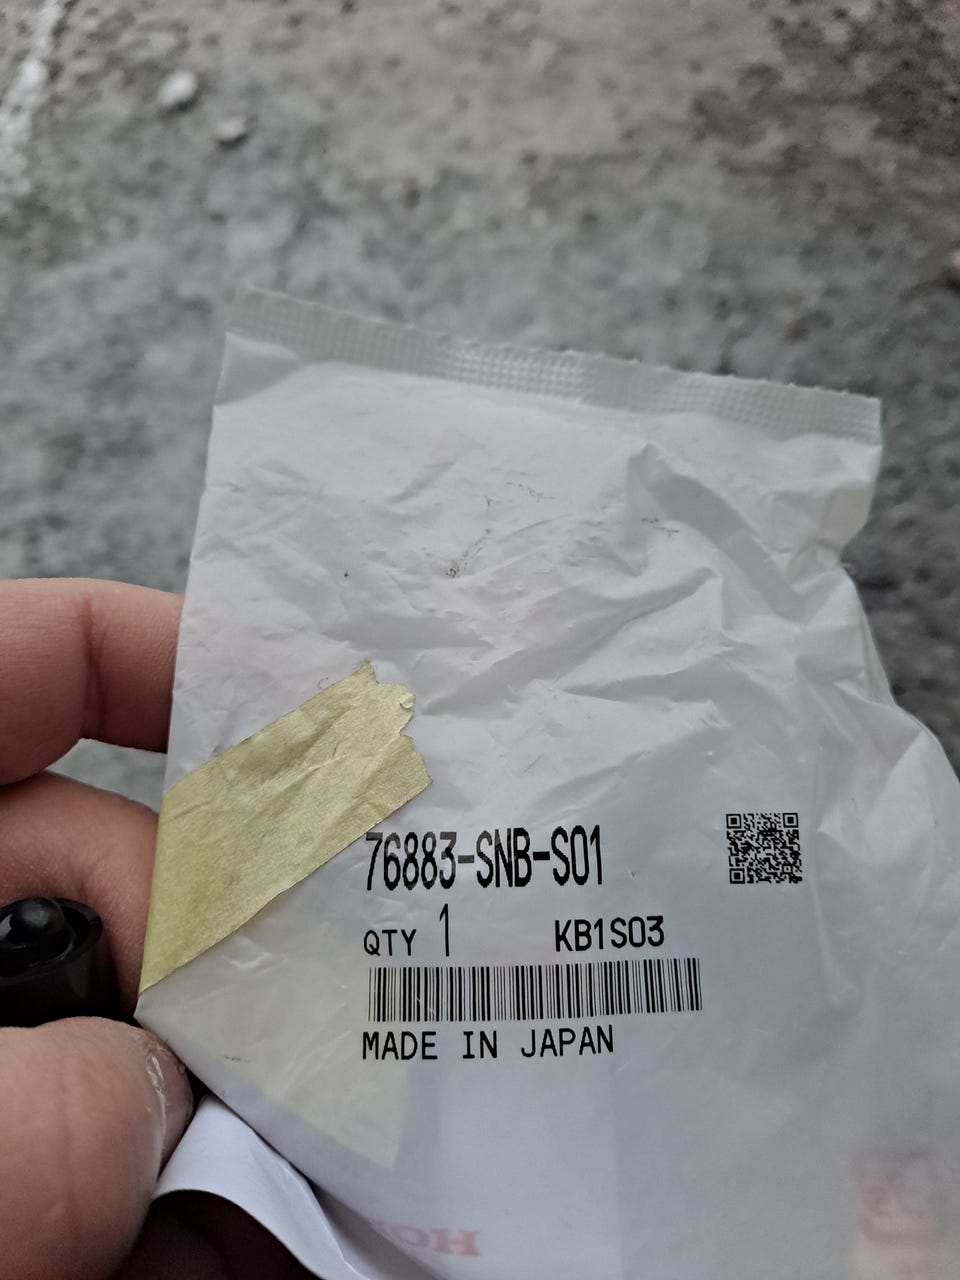 76883-SNB-S01
QTY 1 KB1S03
MADE IN JAPAN